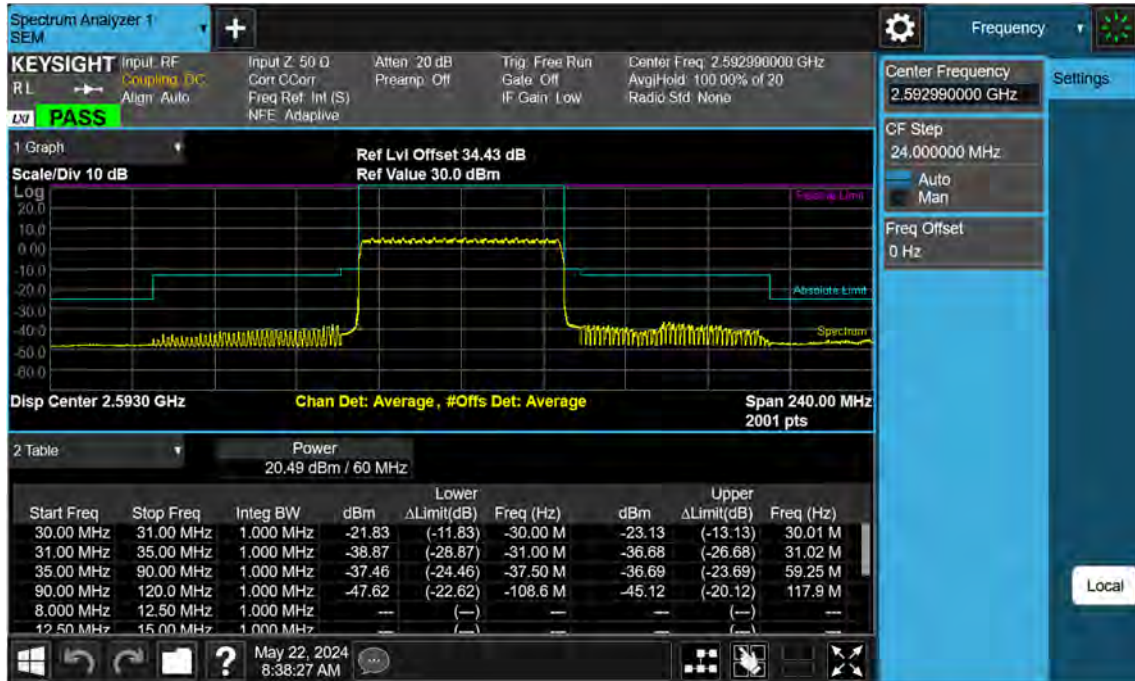 Spectrum Analyzer 1
SEM
Frequency
KEYSIGHT
RL
LXI
PASS
Input: RF
Coupling: DC
Align: Auto
Input Z: 50 Ω
Corr CCorr
Freq Ref: Int (S)
NFE: Adaptive
Atten: 20 dB
Preamp: Off
Trig: Free Run
Gate: Off
IF Gain: Low
Center Freq: 2.592990000 GHz
Avg|Hold: 100.00% of 20
Radio Std: None
Center Frequency
2.592990000 GHz
Settings
CF Step
24.000000 MHz
Auto
Man
Freq Offset
0 Hz
Local
1 Graph
Scale/Div 10 dB
Ref Lvl Offset 34.43 dB
Ref Value 30.0 dBm
Log
20.0
10.0
0.00
-10.0
-20.0
-30.0
-40.0
-50.0
-60.0
Absolute Limit
Spectrum
Disp Center 2.5930 GHz
Chan Det: Average, #Offs Det: Average
Span 240.00 MHz
2001 pts
2 Table
Power
20.49 dBm / 60 MHz
Lower Upper
Start Freq Stop Freq Integ BW dBm ΔLimit(dB) Freq (Hz) dBm ΔLimit(dB) Freq (Hz)
30.00 MHz 31.00 MHz 1.000 MHz -21.83 (-11.83) -30.00 M -23.13 (-13.13) 30.01 M
31.00 MHz 35.00 MHz 1.000 MHz -38.87 (-28.87) -31.00 M -36.68 (-26.68) 31.02 M
35.00 MHz 90.00 MHz 1.000 MHz -37.46 (-24.46) -37.50 M -36.69 (-23.69) 59.25 M
90.00 MHz 120.0 MHz 1.000 MHz -47.62 (-22.62) -108.6 M -45.12 (-20.12) 117.9 M
8.000 MHz 12.50 MHz 1.000 MHz --- (---) --- --- (---) ---
12.50 MHz 15.00 MHz 1.000 MHz --- (---) --- --- (---) ---
?
May 22, 2024
8:38:27 AM